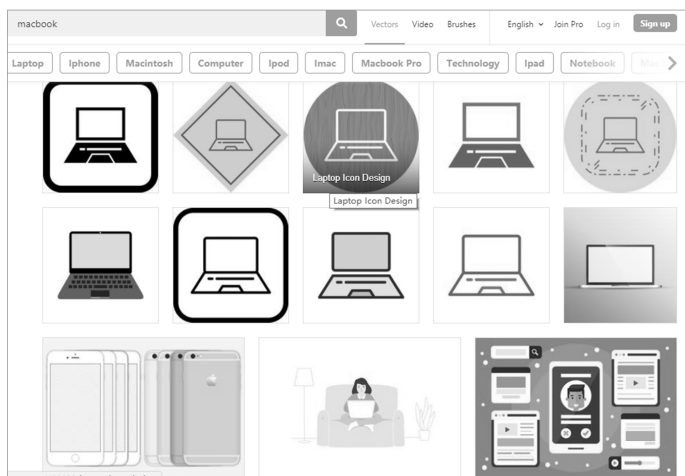 macbook
Vectors Video Brushes English Join Pro Log in Sign up
Laptop Iphone Macintosh Computer Ipod Imac Macbook Pro Technology Ipad Notebook
Laptop Icon Design
Laptop Icon Design